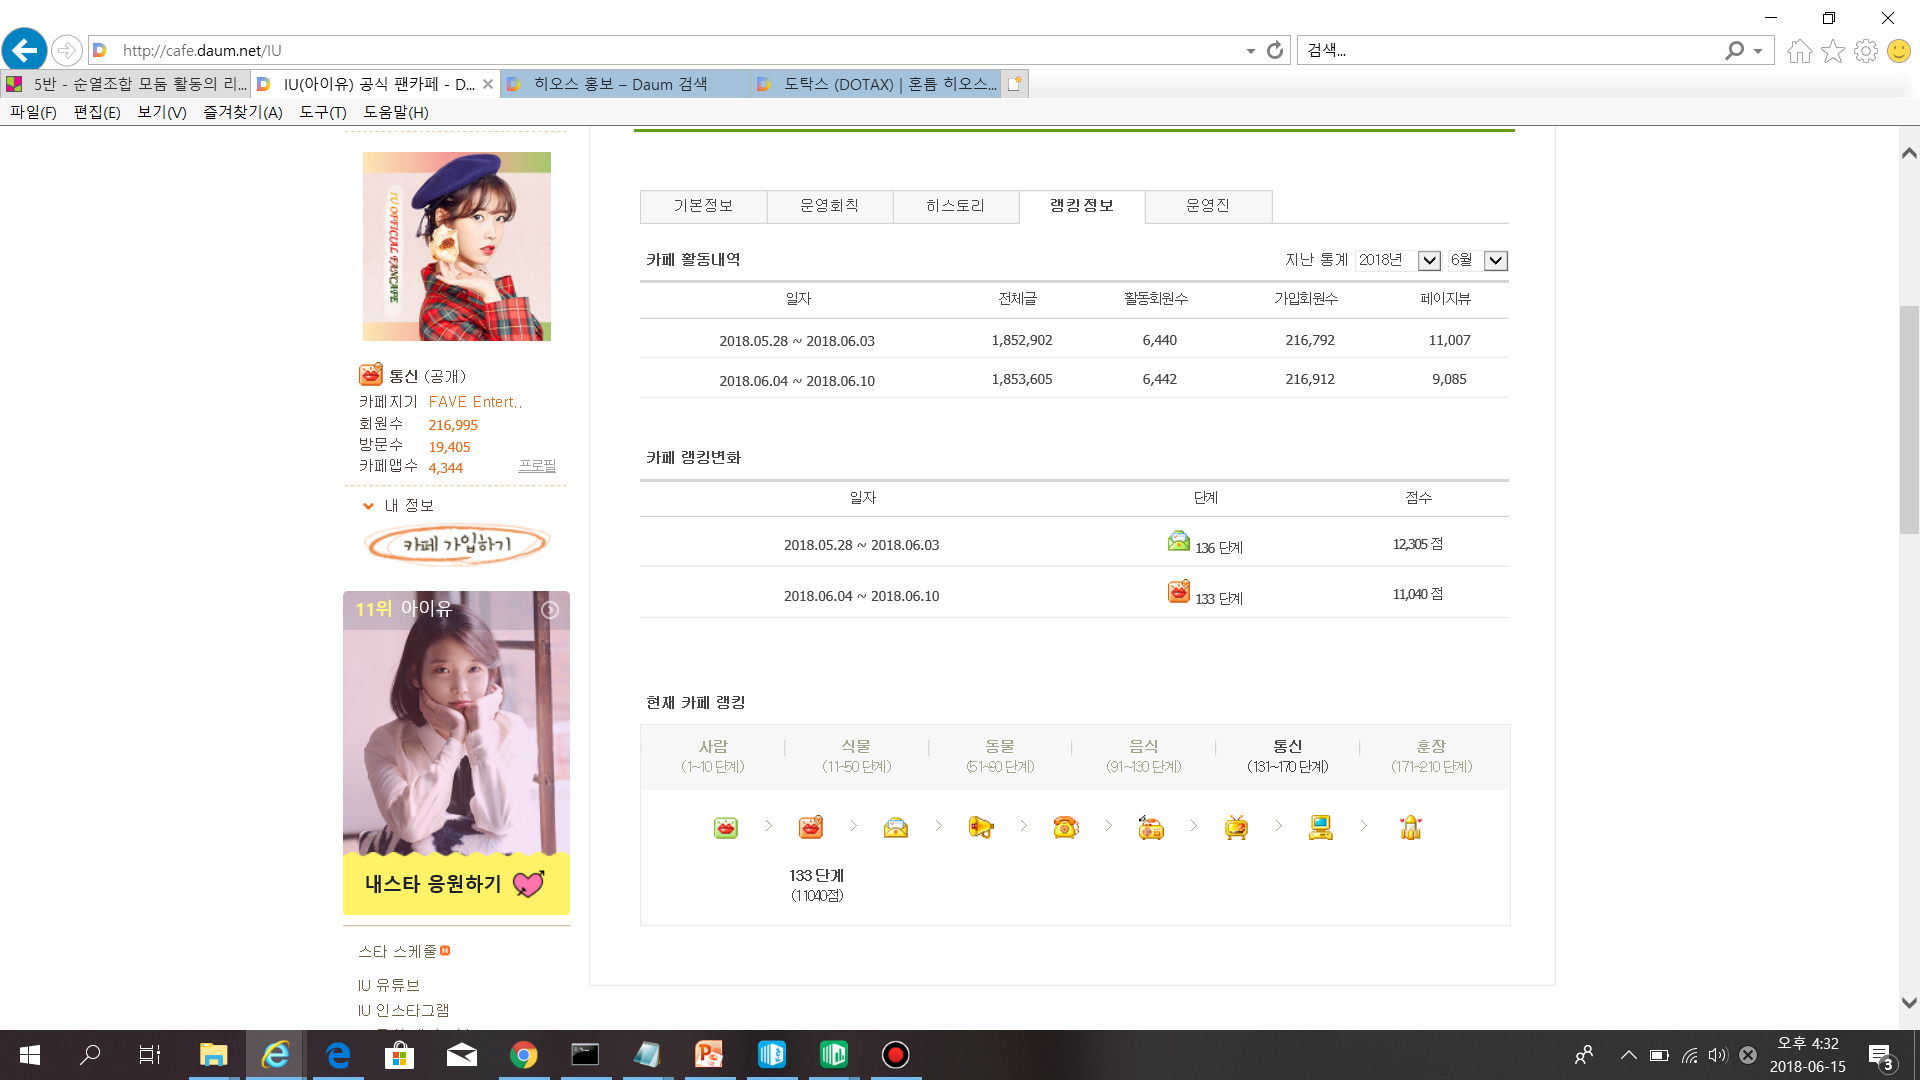 http://cafe.daum.net/IU
검색...
5반 - 순열조합 모둠 활동의 리...
IU(아이유) 공식 팬카페 - D...
히오스 홍보 – Daum 검색
도탁스 (DOTAX) | 혼틈 히오스...
파일(F) 편집(E) 보기(V) 즐겨찾기(A) 도구(T) 도움말(H)
IU OFFICIAL FANCAFE
통신 (공개)
카페지기 FAVE Entert..
회원수 216,995
방문수 19,405
카페앱수 4,344 프로필
내 정보
카페 가입하기
11위 아이유
내스타 응원하기
스타 스케줄 N
IU 유튜브
IU 인스타그램
기본정보 운영회칙 히스토리 랭킹정보 운영진
카페 활동내역 지난 통계 2018년 6월
일자 전체글 활동회원수 가입회원수 페이지뷰
2018.05.28 ~ 2018.06.03 1,852,902 6,440 216,792 11,007
2018.06.04 ~ 2018.06.10 1,853,605 6,442 216,912 9,085
카페 랭킹변화
일자 단계 점수
2018.05.28 ~ 2018.06.03 136 단계 12,305 점
2018.06.04 ~ 2018.06.10 133 단계 11,040 점
현재 카페 랭킹
사람 | 식물 | 동물 | 음식 | 통신 | 훈장
(1~10 단계) (11~50 단계) (51~90 단계) (91~130 단계) (131~170 단계) (171~210 단계)
133 단계
(11040점)
오후 4:32
2018-06-15
3